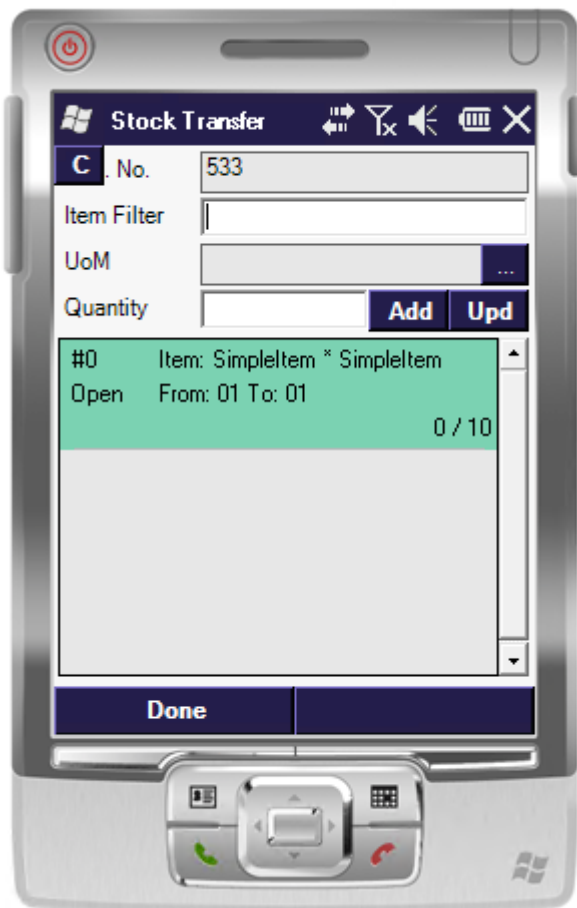 Stock Transfer
C . No. 533
Item Filter
UoM ...
Quantity Add Upd
#0 Item: SimpleItem * SimpleItem
Open From: 01 To: 01
0 / 10
Done